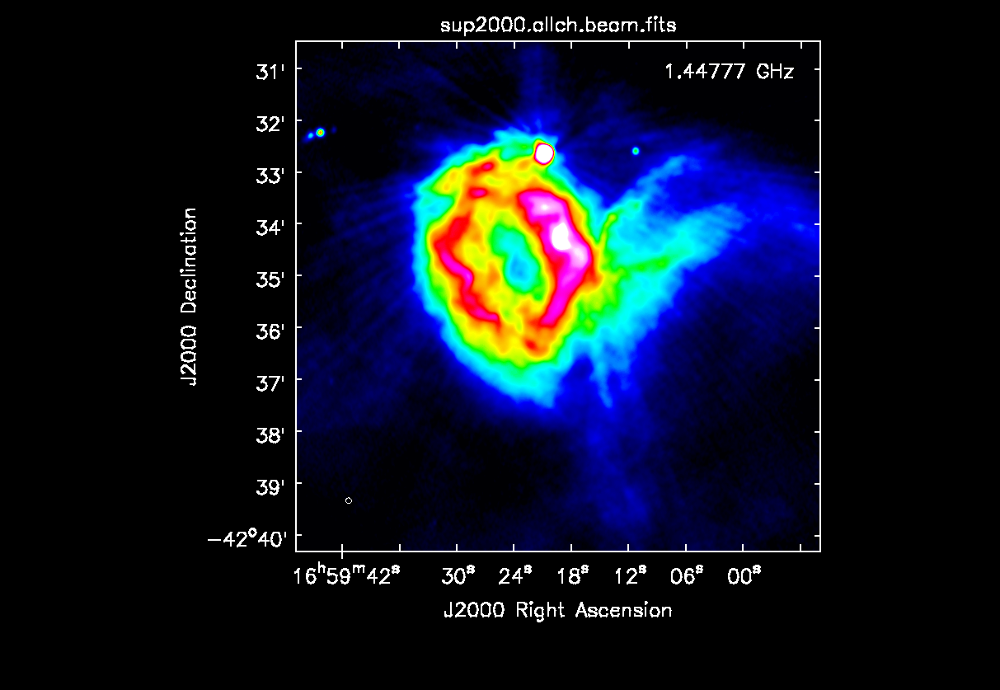 sup2000.allch.beam.fits
1.44777 GHz
31'
32'
33'
34'
35'
36'
37'
38'
39'
−42°40'
J2000 Declination
16ʰ59ᵐ42ˢ 30ˢ 24ˢ 18ˢ 12ˢ 06ˢ 00ˢ
J2000 Right Ascension